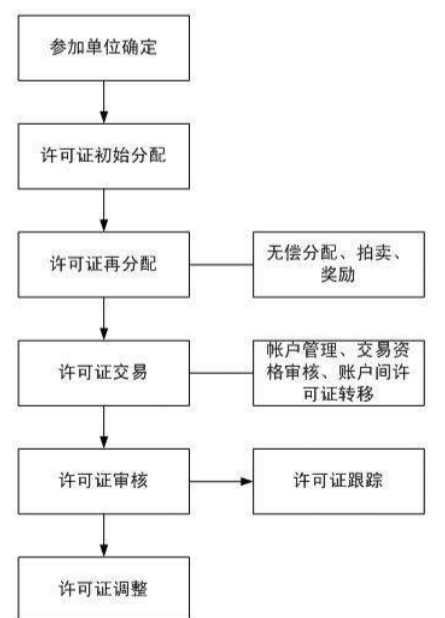 参加单位确定
许可证初始分配
许可证再分配
无偿分配、拍卖、
奖励
许可证交易
帐户管理、交易资
格审核、账户间许
可证转移
许可证审核
许可证跟踪
许可证调整